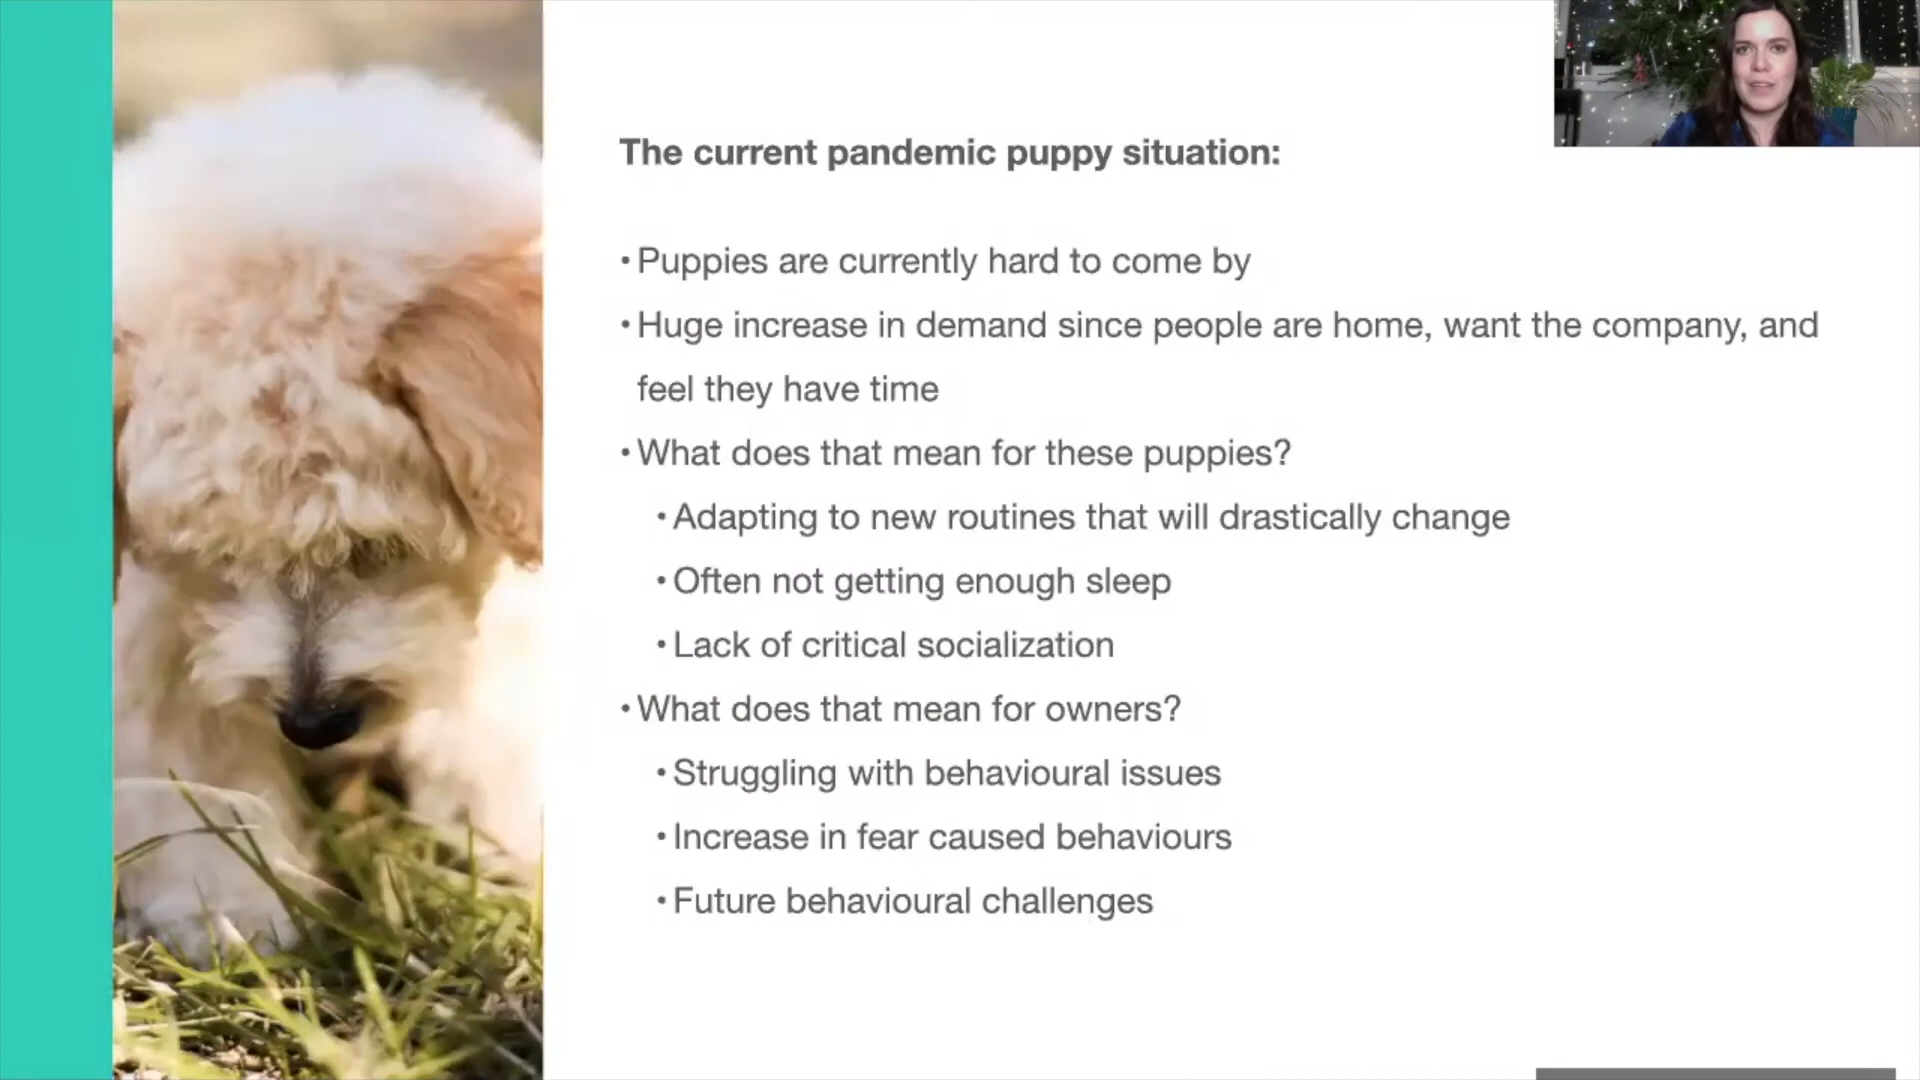 The current pandemic puppy situation:
• Puppies are currently hard to come by
• Huge increase in demand since people are home, want the company, and
feel they have time
• What does that mean for these puppies?
• Adapting to new routines that will drastically change
• Often not getting enough sleep
• Lack of critical socialization
• What does that mean for owners?
• Struggling with behavioural issues
• Increase in fear caused behaviours
• Future behavioural challenges